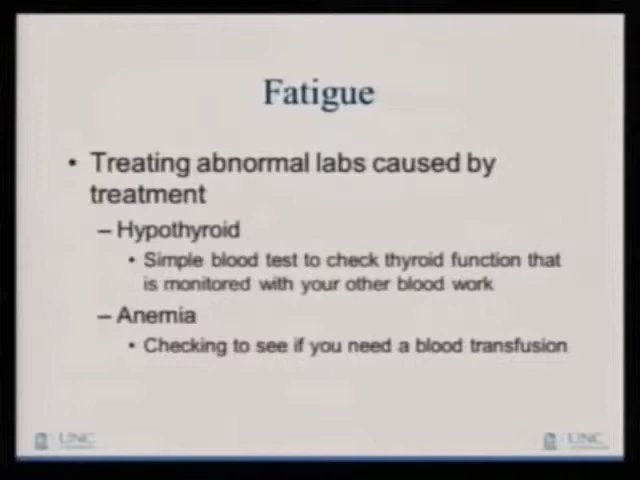 Fatigue
• Treating abnormal labs caused by
treatment
– Hypothyroid
• Simple blood test to check thyroid function that
is monitored with your other blood work
– Anemia
• Checking to see if you need a blood transfusion
UNC
UNC